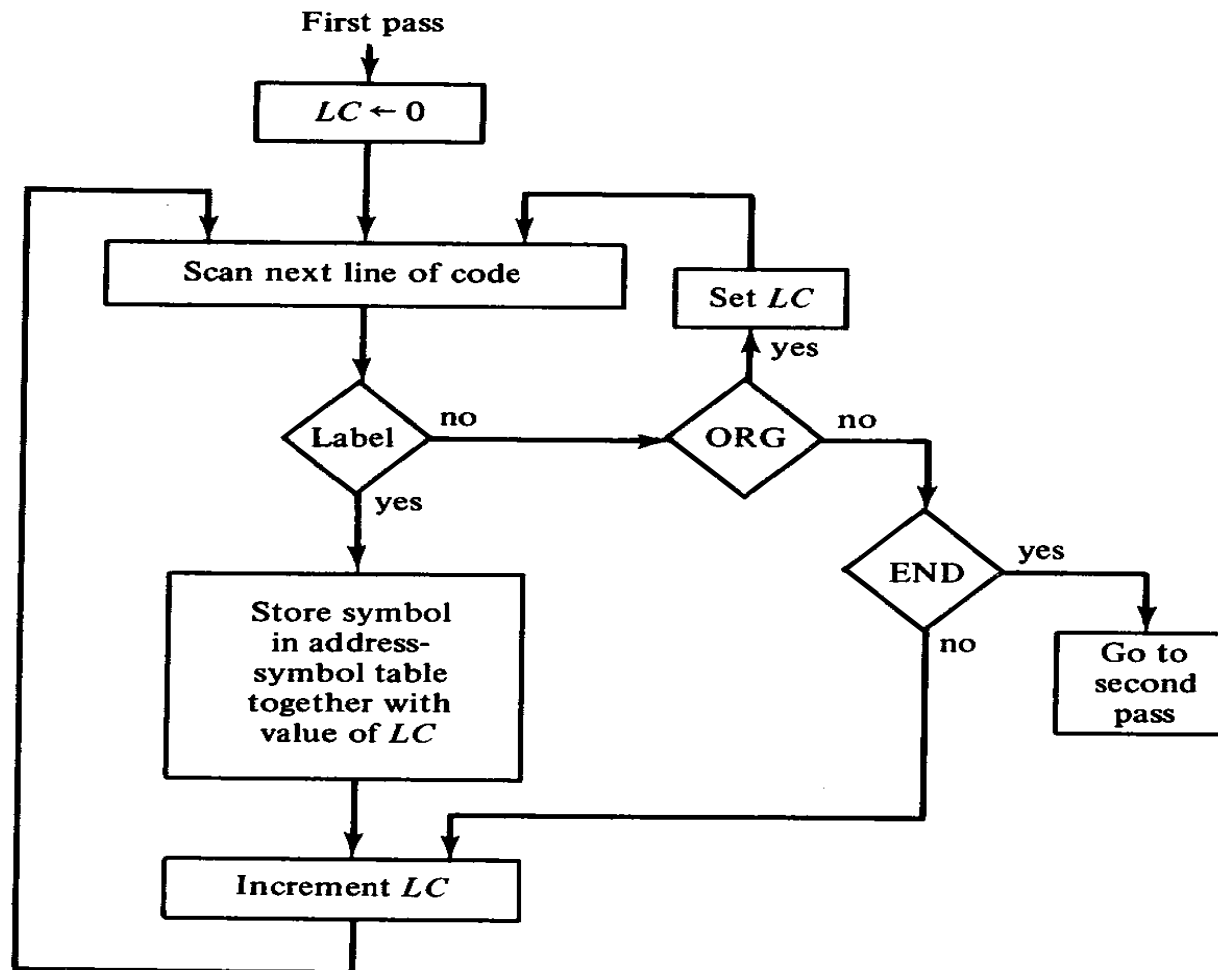 First pass
LC ← 0
Scan next line of code
Set LC
yes
Label
no
ORG
no
yes
END
yes
no
Store symbol
in address-
symbol table
together with
value of LC
Go to
second
pass
Increment LC